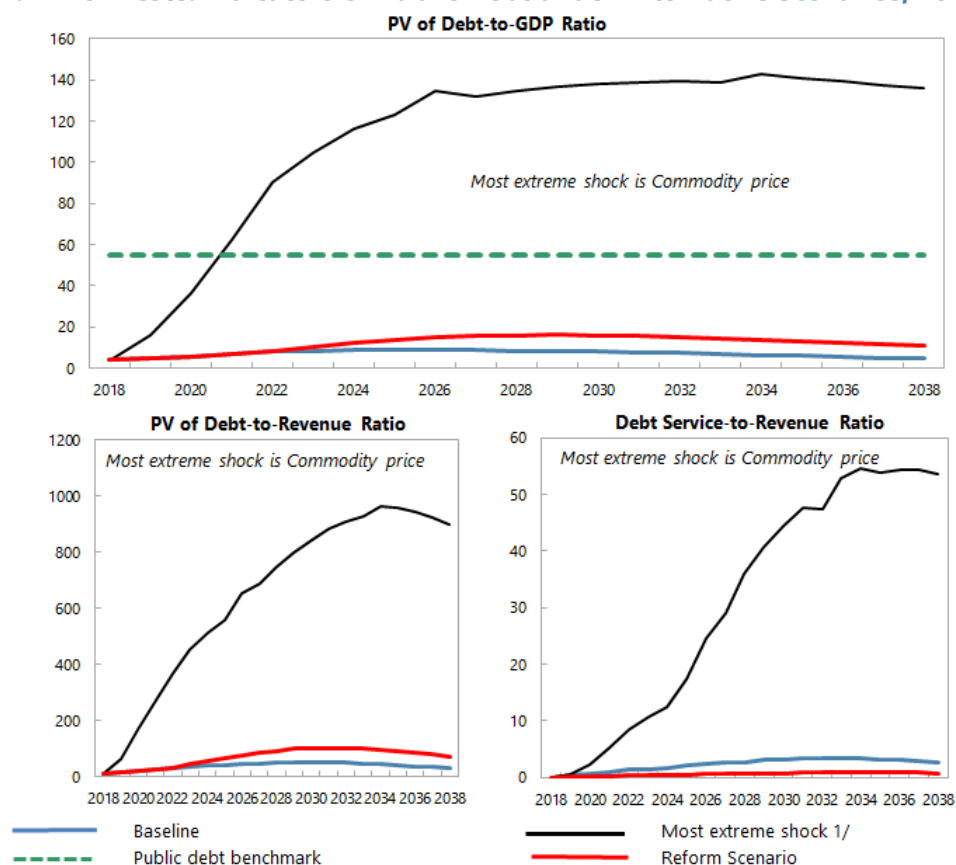 PV of Debt-to-GDP Ratio
160
140
120
100
80
60
40
20
0
Most extreme shock is Commodity price
2018 2020 2022 2024 2026 2028 2030 2032 2034 2036 2038
PV of Debt-to-Revenue Ratio
1200
1000
800
600
400
200
0
Most extreme shock is Commodity price
2018 2020 2022 2024 2026 2028 2030 2032 2034 2036 2038
Debt Service-to-Revenue Ratio
60
50
40
30
20
10
0
Most extreme shock is Commodity price
2018 2020 2022 2024 2026 2028 2030 2032 2034 2036 2038
Baseline
Most extreme shock 1/
Public debt benchmark
Reform Scenario